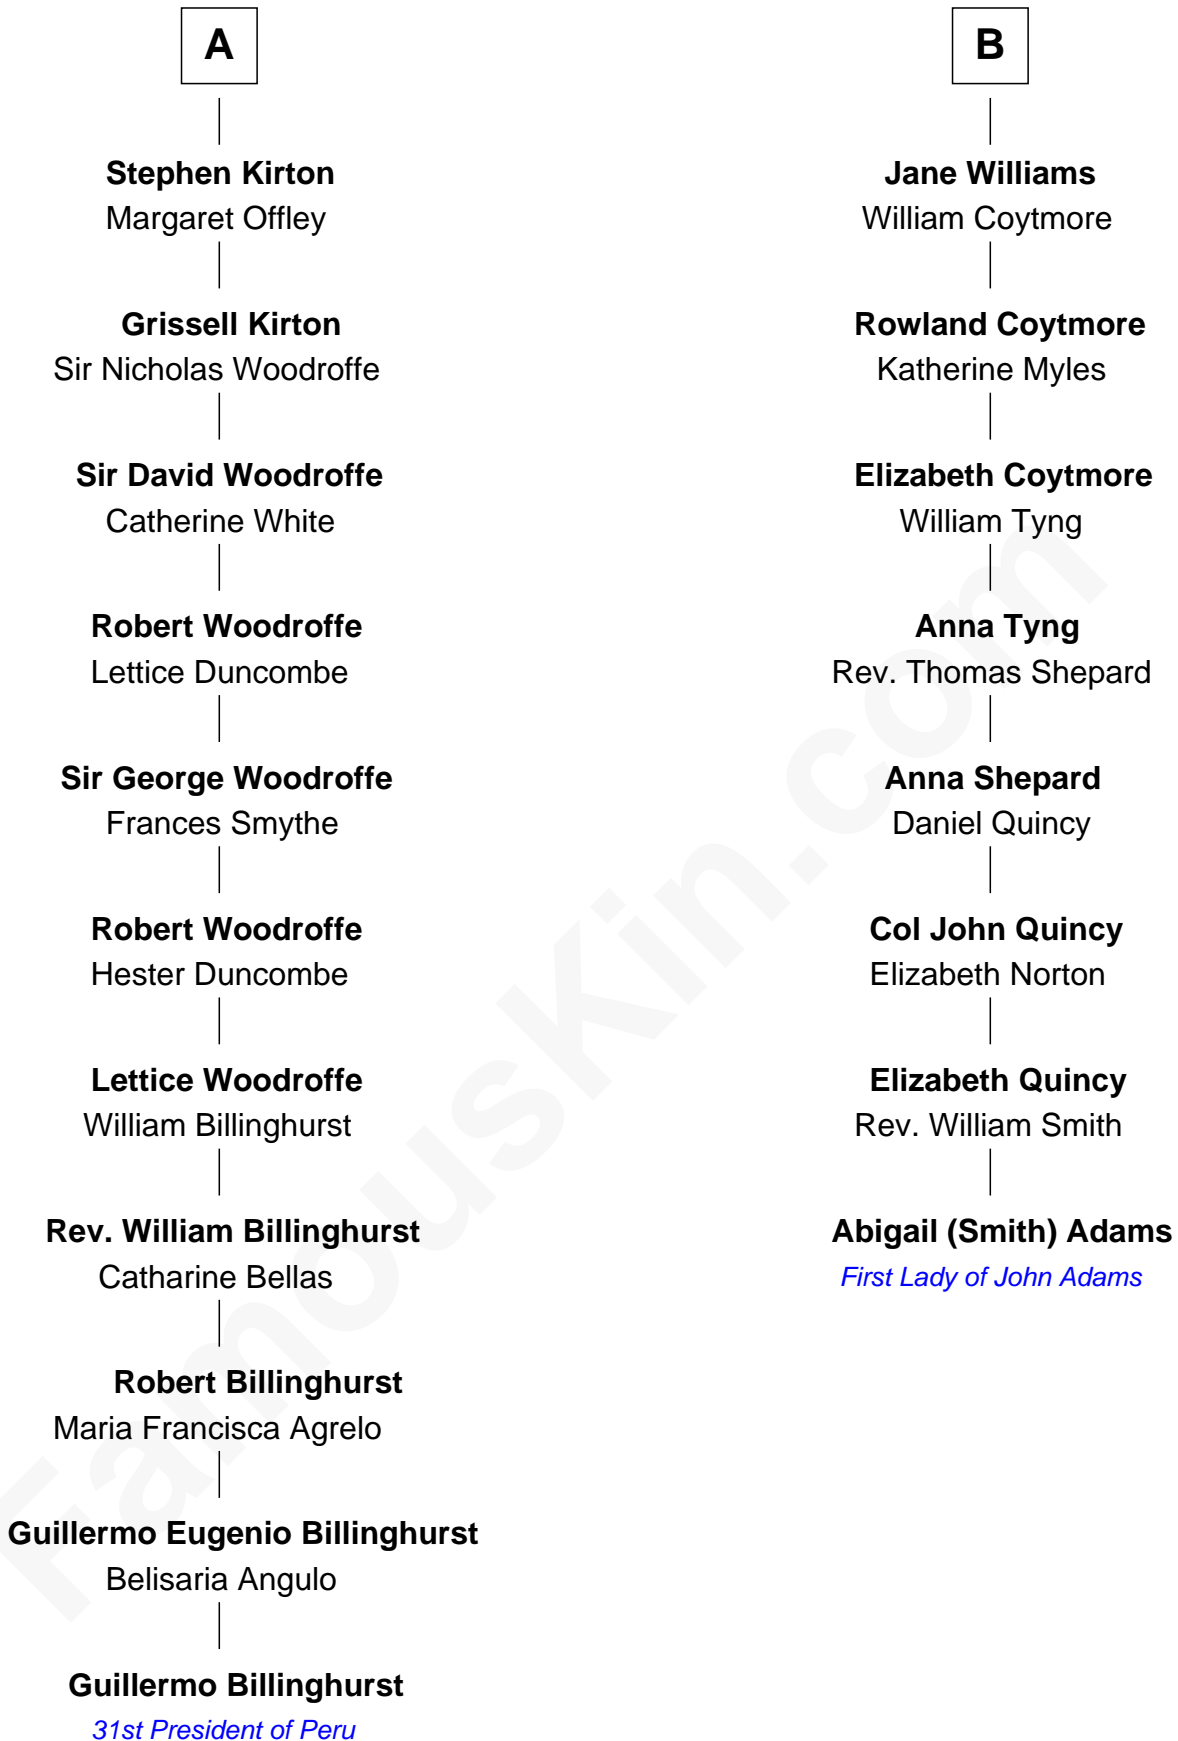 A
Stephen Kirton
Margaret Offley
Grissell Kirton
Sir Nicholas Woodroffe
Sir David Woodroffe
Catherine White
Robert Woodroffe
Lettice Duncombe
Sir George Woodroffe
Frances Smythe
Robert Woodroffe
Hester Duncombe
Lettice Woodroffe
William Billinghurst
Rev. William Billinghurst
Catharine Bellas
Robert Billinghurst
Maria Francisca Agrelo
Guillermo Eugenio Billinghurst
Belisaria Angulo
Guillermo Billinghurst
31st President of Peru
B
Jane Williams
William Coytmore
Rowland Coytmore
Katherine Myles
Elizabeth Coytmore
William Tyng
Anna Tyng
Rev. Thomas Shepard
Anna Shepard
Daniel Quincy
Col John Quincy
Elizabeth Norton
Elizabeth Quincy
Rev. William Smith
Abigail (Smith) Adams
First Lady of John Adams
FamousKin.com